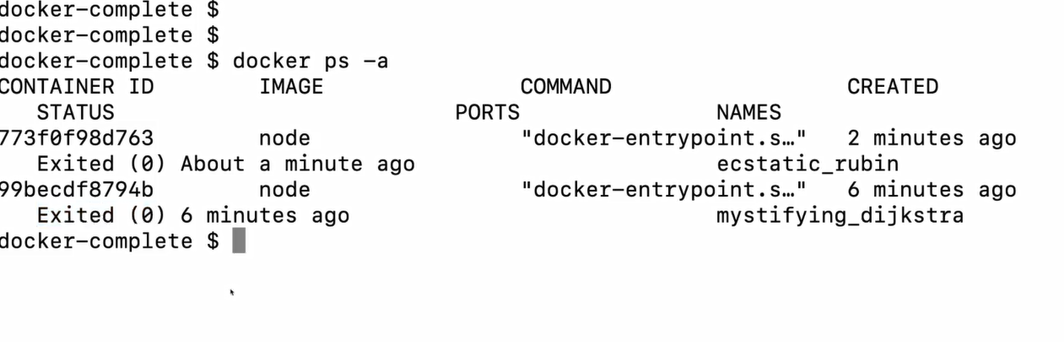 docker-complete $
docker-complete $
docker-complete $ docker ps -a
CONTAINER ID IMAGE COMMAND CREATED
STATUS PORTS NAMES
773f0f98d763 node "docker-entrypoint.s…" 2 minutes ago
Exited (0) About a minute ago ecstatic_rubin
99becdf8794b node "docker-entrypoint.s…" 6 minutes ago
Exited (0) 6 minutes ago mystifying_dijkstra
docker-complete $